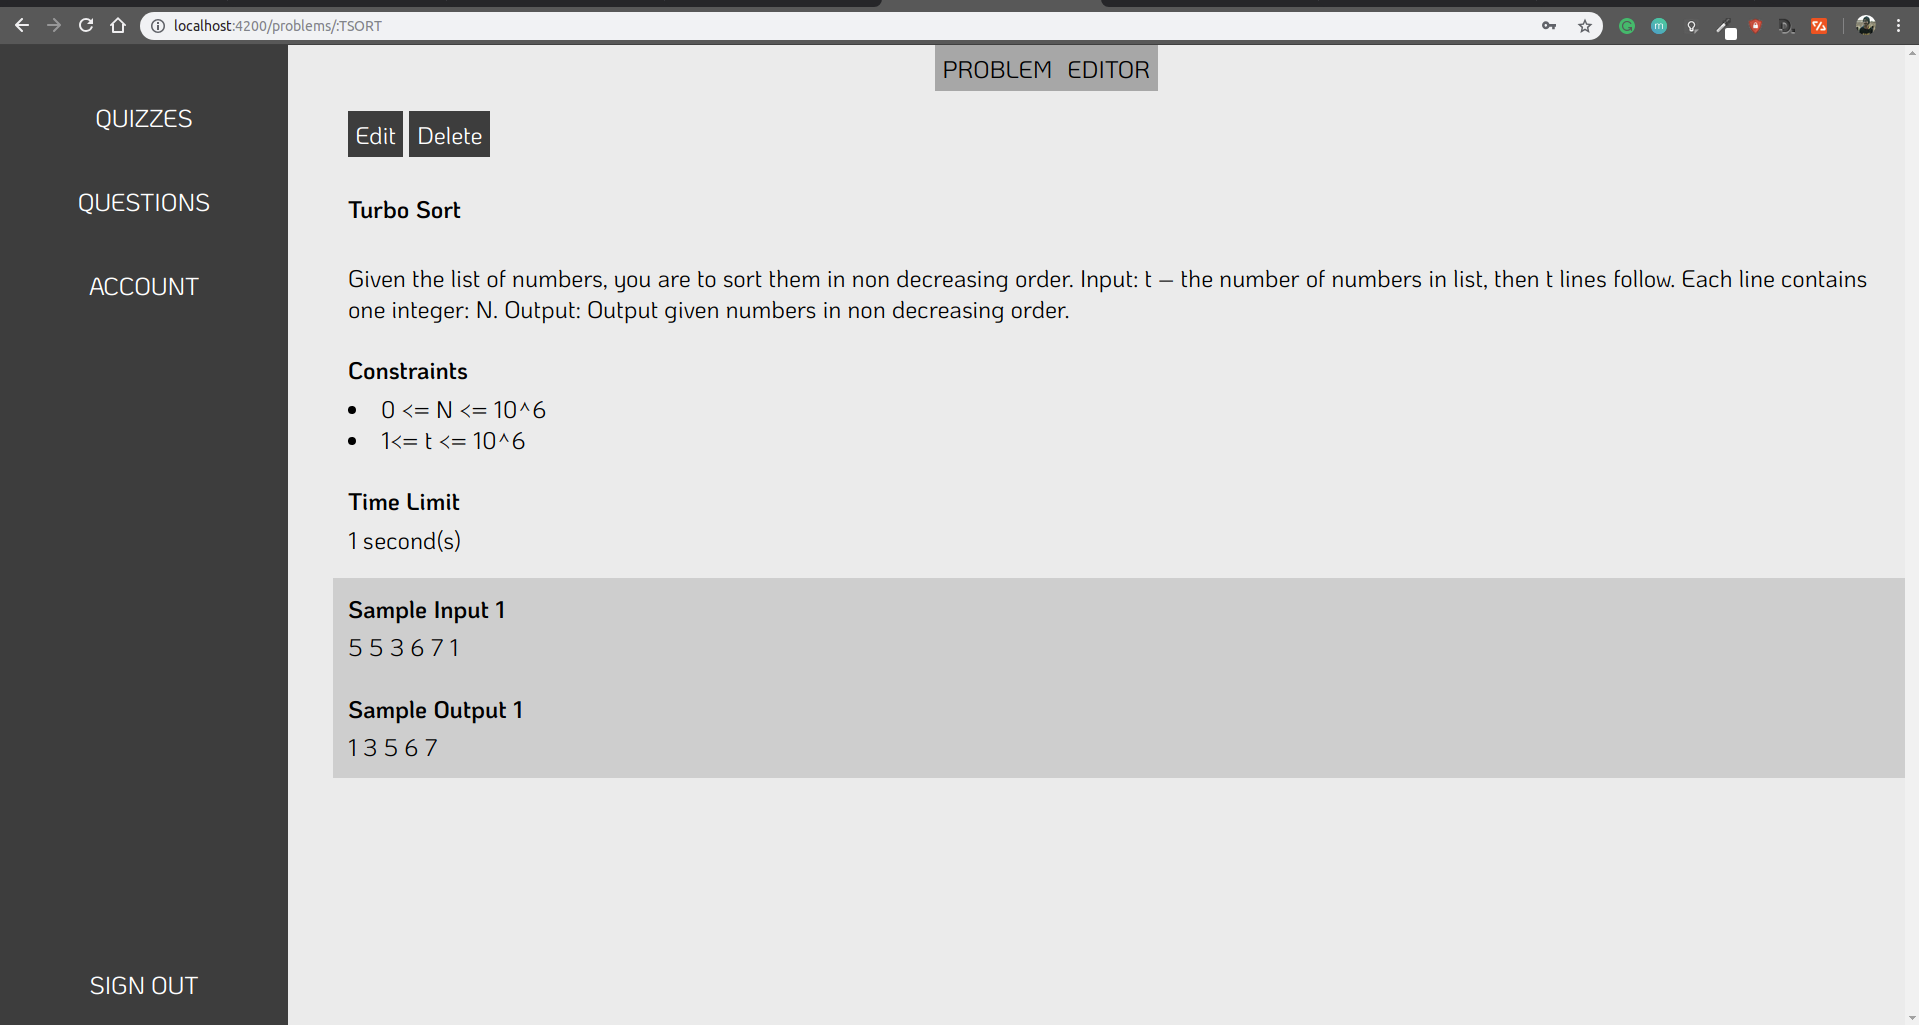 localhost:4200/problems/:TSORT
PROBLEM EDITOR
QUIZZES
QUESTIONS
ACCOUNT
SIGN OUT
Edit Delete
Turbo Sort
Given the list of numbers, you are to sort them in non decreasing order. Input: t – the number of numbers in list, then t lines follow. Each line contains
one integer: N. Output: Output given numbers in non decreasing order.
Constraints
• 0 <= N <= 10^6
• 1<= t <= 10^6
Time Limit
1 second(s)
Sample Input 1
5 5 3 6 7 1
Sample Output 1
1 3 5 6 7